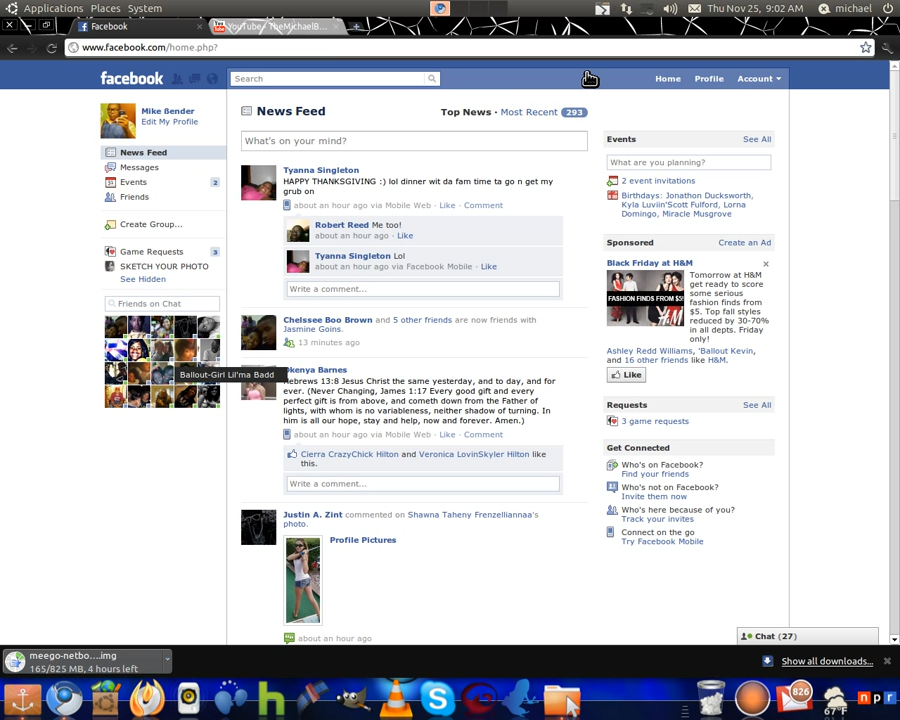 Applications Places System
Thu Nov 25, 9:02 AM michael
Facebook
YouTube - TheMichaelB...
www.facebook.com/home.php?
facebook
Search
Home Profile Account
Mike Bender
Edit My Profile
News Feed
Messages
Events 2
Friends
Create Group...
Game Requests 3
SKETCH YOUR PHOTO
See Hidden
Friends on Chat
Ballout-Girl Lil'ma Badd
News Feed
Top News · Most Recent 293
What's on your mind?
Tyanna Singleton
HAPPY THANKSGIVING :) lol dinner wit da fam time ta go n get my
grub on
about an hour ago via Mobile Web · Like · Comment
Robert Reed Me too!
about an hour ago · Like
Tyanna Singleton Lol
about an hour ago via Facebook Mobile · Like
Write a comment...
Chelssee Boo Brown and 5 other friends are now friends with
Jasmine Goins.
13 minutes ago
Okenya Barnes
Hebrews 13:8 Jesus Christ the same yesterday, and to day, and for
ever. (Never Changing, James 1:17 Every good gift and every
perfect gift is from above, and cometh down from the Father of
lights, with whom is no variableness, neither shadow of turning. In
him is all our hope, stay and help, now and forever. Amen.)
about an hour ago via Mobile Web · Like · Comment
Cierra CrazyChick Hilton and Veronica LovinSkyler Hilton like
this.
Write a comment...
Justin A. Zint commented on Shawna Taheny Frenzelliannaa's
photo.
Profile Pictures
about an hour ago
Events See All
What are you planning?
2 event invitations
Birthdays: Jonathon Ducksworth,
Kyla Luviin'Scott Fulford, Lorna
Domingo, Miracle Musgrove
Sponsored Create an Ad
Black Friday at H&M
FASHION FINDS FROM $5!
Tomorrow at H&M
get ready to score
some serious
fashion finds from
$5. Top fall styles
reduced by 30-70%
in all depts. Friday
only!
Ashley Redd Williams, 'Ballout Kevin,
and 16 other friends like H&M.
Like
Requests See All
3 game requests
Get Connected
Who's on Facebook?
Find your friends
Who's not on Facebook?
Invite them now
Who's here because of you?
Track your invites
Connect on the go
Try Facebook Mobile
Chat (27)
meego-netbo....img
165/825 MB, 4 hours left
Show all downloads...
826
67°F
n p r